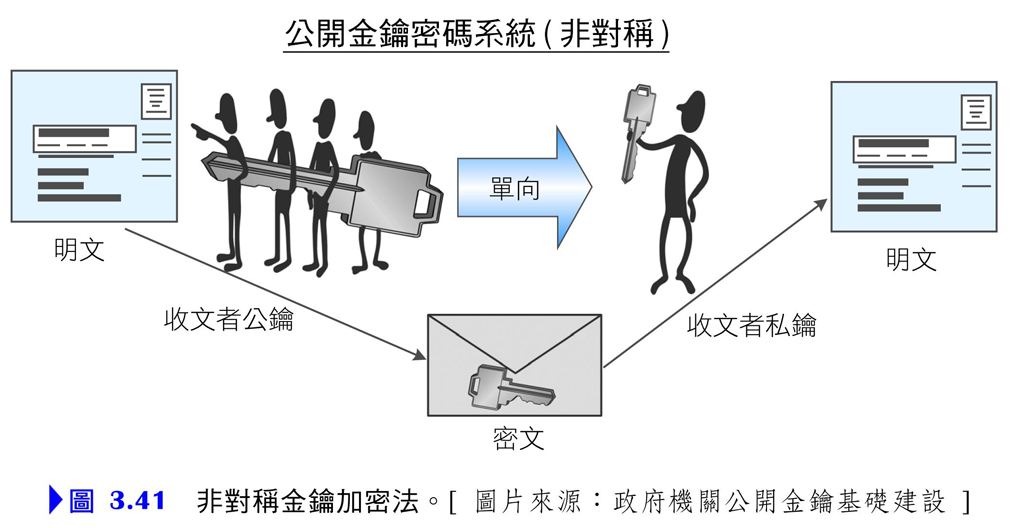 公開金鑰密碼系統(非對稱)
單向
明文
明文
收文者公鑰
收文者私鑰
密文
圖 3.41 非對稱金鑰加密法。[ 圖片來源：政府機關公開金鑰基礎建設 ]